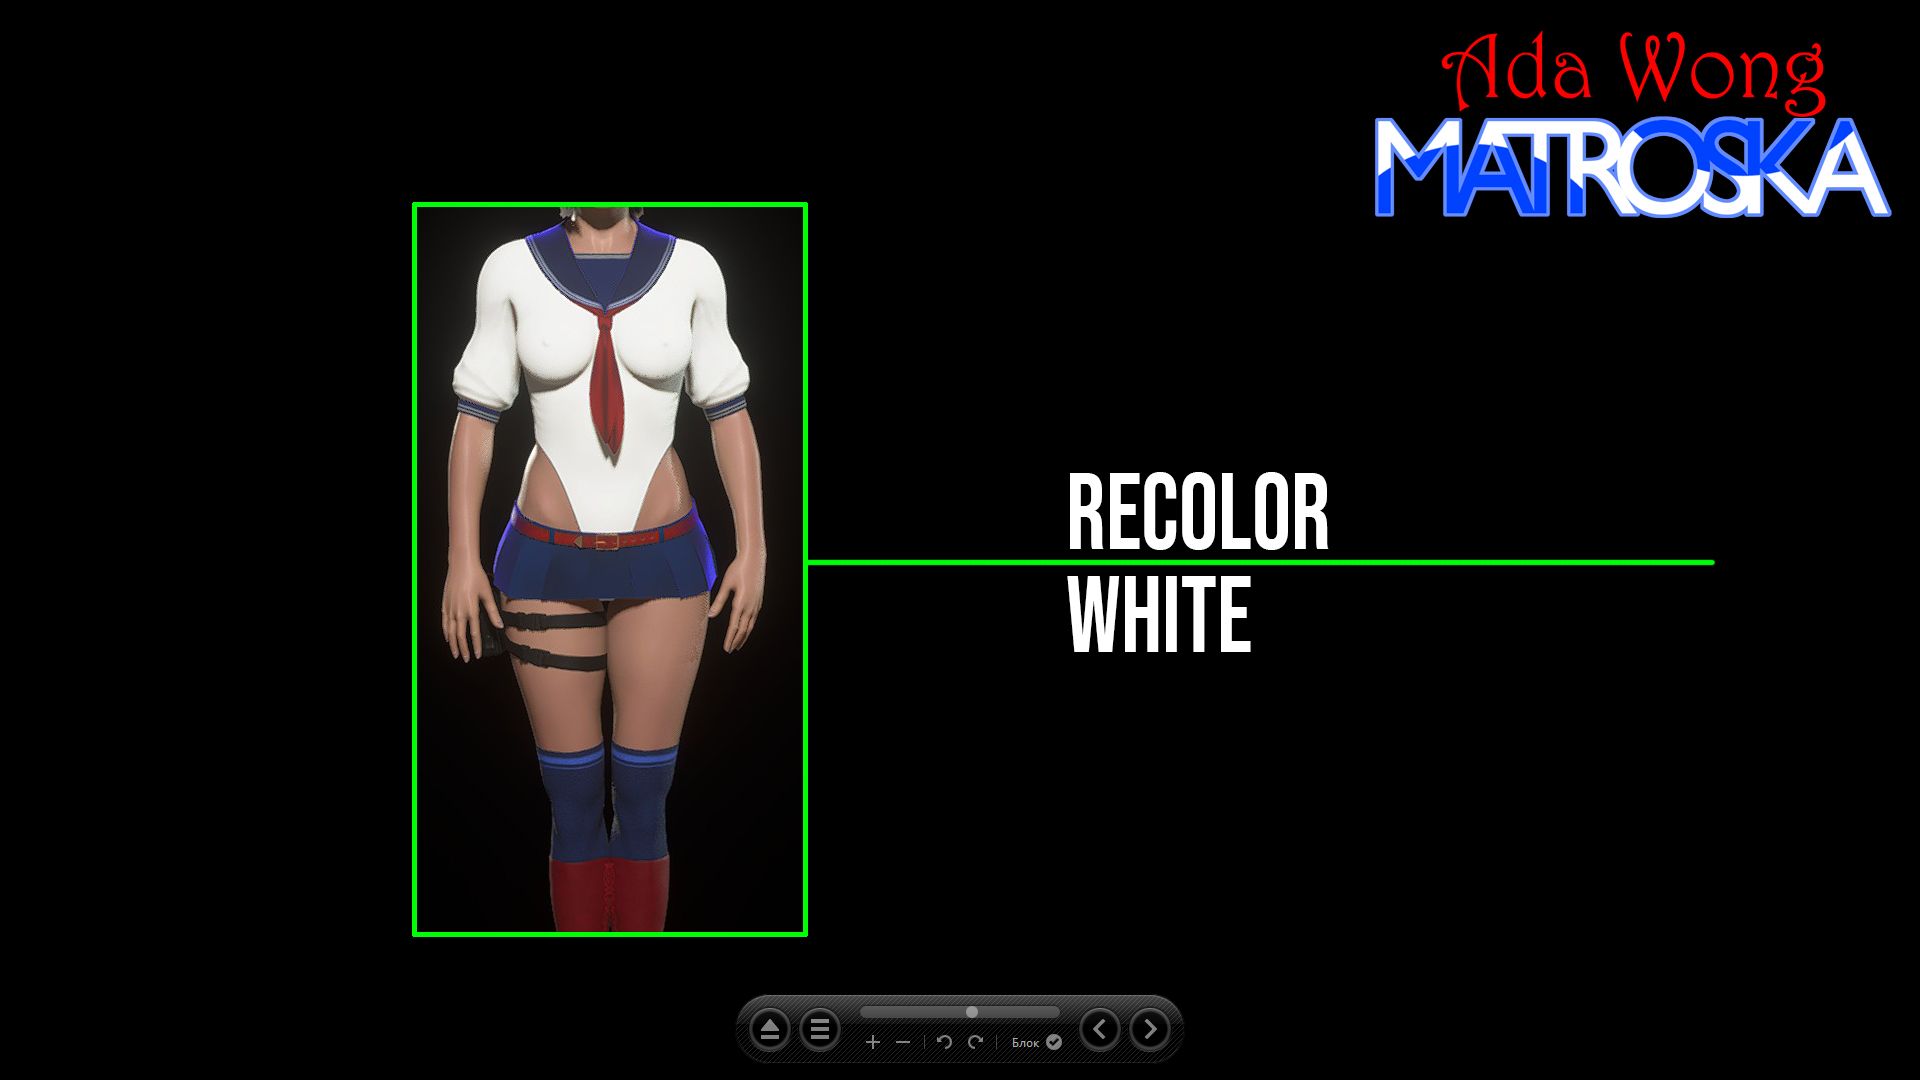 Ada Wong
MATROSKA
RECOLOR
WHITE
Блок